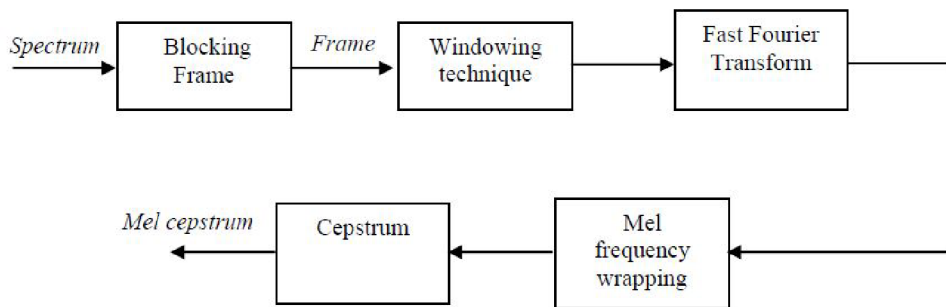 Spectrum
Blocking
Frame
Frame
Windowing
technique
Fast Fourier
Transform
Mel cepstrum
Cepstrum
Mel
frequency
wrapping